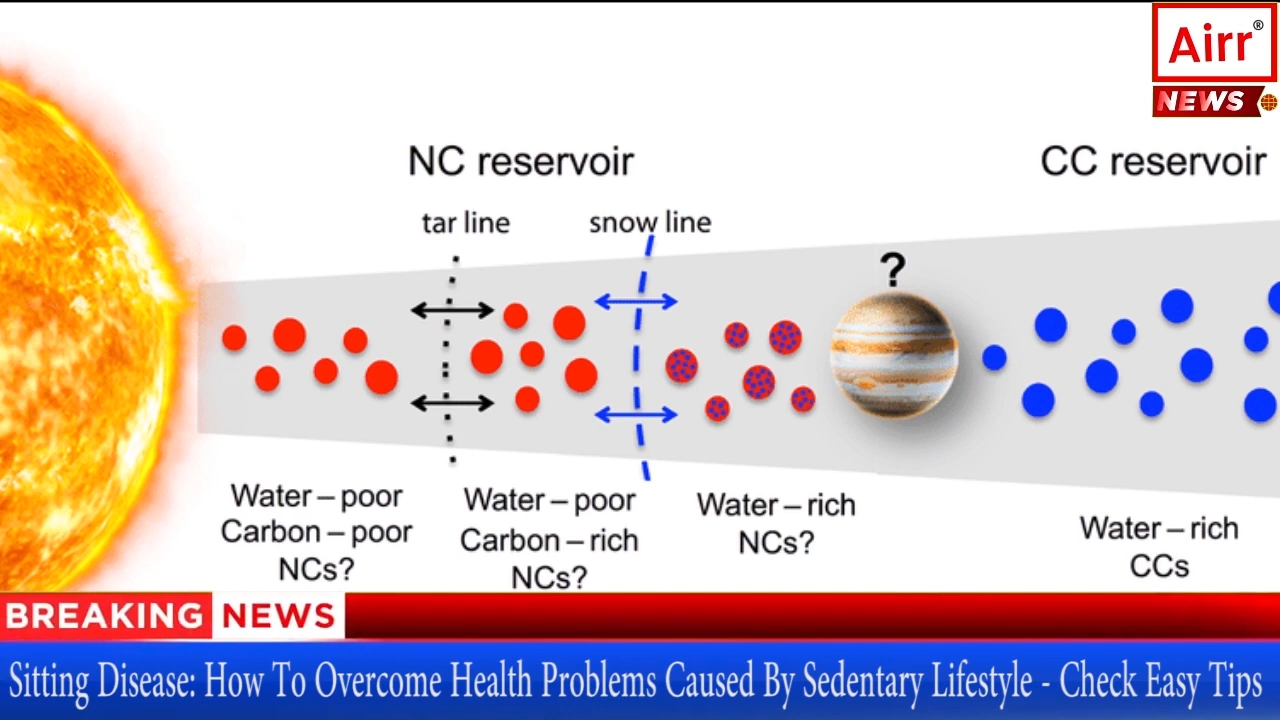 Airr®
NEWS
NC reservoir
CC reservoir
tar line
snow line
?
Water – poor
Carbon – poor
NCs?
Water – poor
Carbon – rich
NCs?
Water – rich
NCs?
Water – rich
CCs
BREAKING NEWS
Sitting Disease: How To Overcome Health Problems Caused By Sedentary Lifestyle - Check Easy Tips